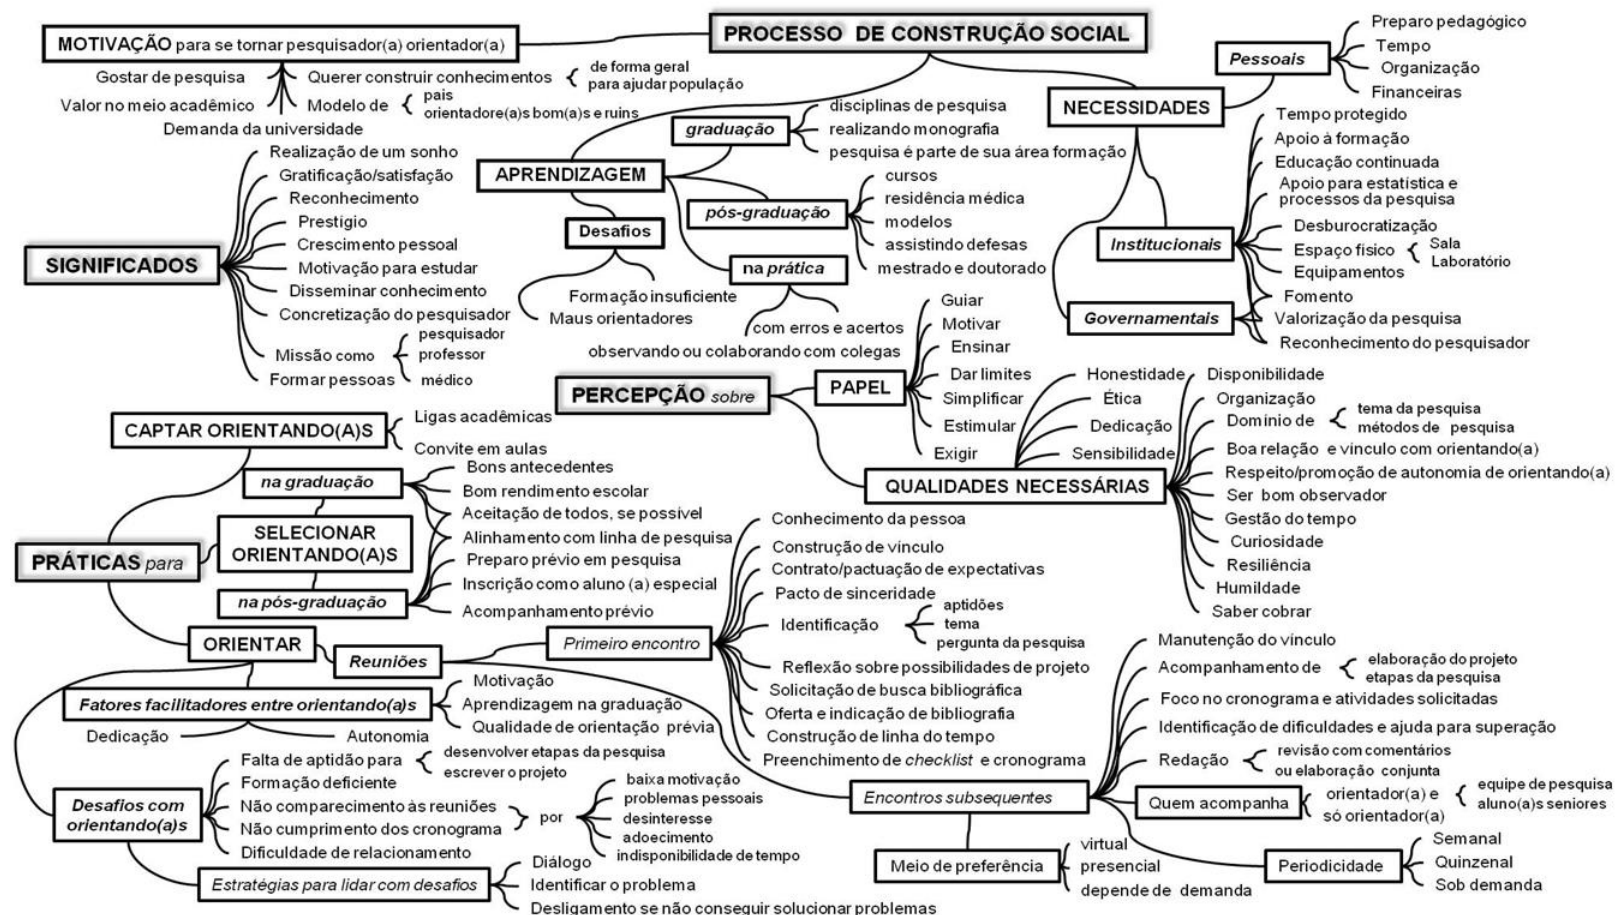 PROCESSO DE CONSTRUÇÃO SOCIAL
MOTIVAÇÃO para se tornar pesquisador(a) orientador(a)
Gostar de pesquisa
Querer construir conhecimentos
de forma geral
para ajudar população
Valor no meio acadêmico
Modelo de
pais
orientadore(a)s bom(a)s e ruins
Demanda da universidade
NECESSIDADES
Pessoais
Preparo pedagógico
Tempo
Organização
Financeiras
Institucionais
Tempo protegido
Apoio à formação
Educação continuada
Apoio para estatística e
processos da pesquisa
Desburocratização
Espaço físico
Sala
Laboratório
Equipamentos
Fomento
Valorização da pesquisa
Reconhecimento do pesquisador
Governamentais
APRENDIZAGEM
graduação
disciplinas de pesquisa
realizando monografia
pesquisa é parte de sua área formação
pós-graduação
cursos
residência médica
modelos
assistindo defesas
mestrado e doutorado
na prática
com erros e acertos
observando ou colaborando com colegas
Desafios
Formação insuficiente
Maus orientadores
SIGNIFICADOS
Realização de um sonho
Gratificação/satisfação
Reconhecimento
Prestígio
Crescimento pessoal
Motivação para estudar
Disseminar conhecimento
Concretização do pesquisador
Missão como
pesquisador
professor
médico
Formar pessoas
PERCEPÇÃO sobre
PAPEL
Guiar
Motivar
Ensinar
Dar limites
Simplificar
Estimular
Exigir
QUALIDADES NECESSÁRIAS
Honestidade
Ética
Dedicação
Sensibilidade
Disponibilidade
Organização
Domínio de
tema da pesquisa
métodos de pesquisa
Boa relação e vínculo com orientando(a)
Respeito/promoção de autonomia de orientando(a)
Ser bom observador
Gestão do tempo
Curiosidade
Resiliência
Humildade
Saber cobrar
PRÁTICAS para
CAPTAR ORIENTANDO(A)S
Ligas acadêmicas
Convite em aulas
SELECIONAR
ORIENTANDO(A)S
na graduação
Bons antecedentes
Bom rendimento escolar
Aceitação de todos, se possível
Alinhamento com linha de pesquisa
Preparo prévio em pesquisa
Inscrição como aluno (a) especial
Acompanhamento prévio
na pós-graduação
ORIENTAR
Reuniões
Primeiro encontro
Conhecimento da pessoa
Construção de vínculo
Contrato/pactuação de expectativas
Pacto de sinceridade
Identificação
aptidões
tema
pergunta da pesquisa
Reflexão sobre possibilidades de projeto
Solicitação de busca bibliográfica
Oferta e indicação de bibliografia
Construção de linha do tempo
Preenchimento de checklist e cronograma
Encontros subsequentes
Manutenção do vínculo
Acompanhamento de
elaboração do projeto
etapas da pesquisa
Foco no cronograma e atividades solicitadas
Identificação de dificuldades e ajuda para superação
Redação
revisão com comentários
ou elaboração conjunta
Quem acompanha
orientador(a) e
só orientador(a)
equipe de pesquisa
aluno(a)s seniores
Periodicidade
Semanal
Quinzenal
Sob demanda
Meio de preferência
virtual
presencial
depende de demanda
Fatores facilitadores entre orientando(a)s
Motivação
Aprendizagem na graduação
Qualidade de orientação prévia
Dedicação
Autonomia
Desafios com
orientando(a)s
Falta de aptidão para
desenvolver etapas da pesquisa
escrever o projeto
Formação deficiente
Não comparecimento às reuniões
Não cumprimento dos cronograma
por
baixa motivação
problemas pessoais
desinteresse
adoecimento
indisponibilidade de tempo
Dificuldade de relacionamento
Estratégias para lidar com desafios
Diálogo
Identificar o problema
Desligamento se não conseguir solucionar problemas